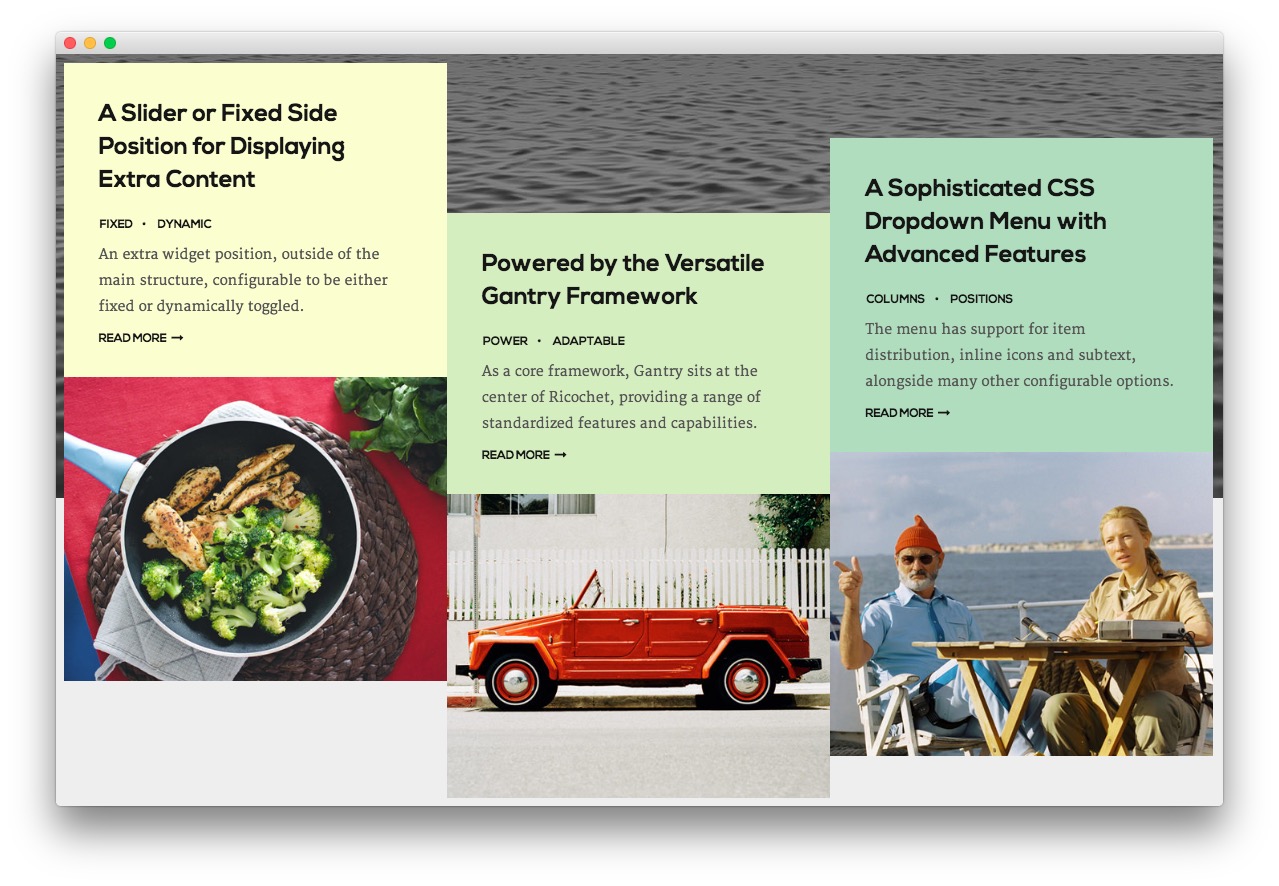 A Slider or Fixed Side
Position for Displaying
Extra Content
FIXED • DYNAMIC
An extra widget position, outside of the
main structure, configurable to be either
fixed or dynamically toggled.
READ MORE →
Powered by the Versatile
Gantry Framework
POWER • ADAPTABLE
As a core framework, Gantry sits at the
center of Ricochet, providing a range of
standardized features and capabilities.
READ MORE →
A Sophisticated CSS
Dropdown Menu with
Advanced Features
COLUMNS • POSITIONS
The menu has support for item
distribution, inline icons and subtext,
alongside many other configurable options.
READ MORE →